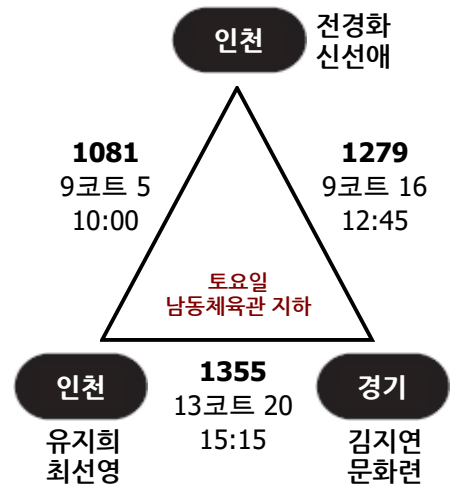 인천
전경화
신선애
1081
9코트 5
10:00
1279
9코트 16
12:45
토요일
남동체육관 지하
인천
유지희
최선영
1355
13코트 20
15:15
경기
김지연
문화련